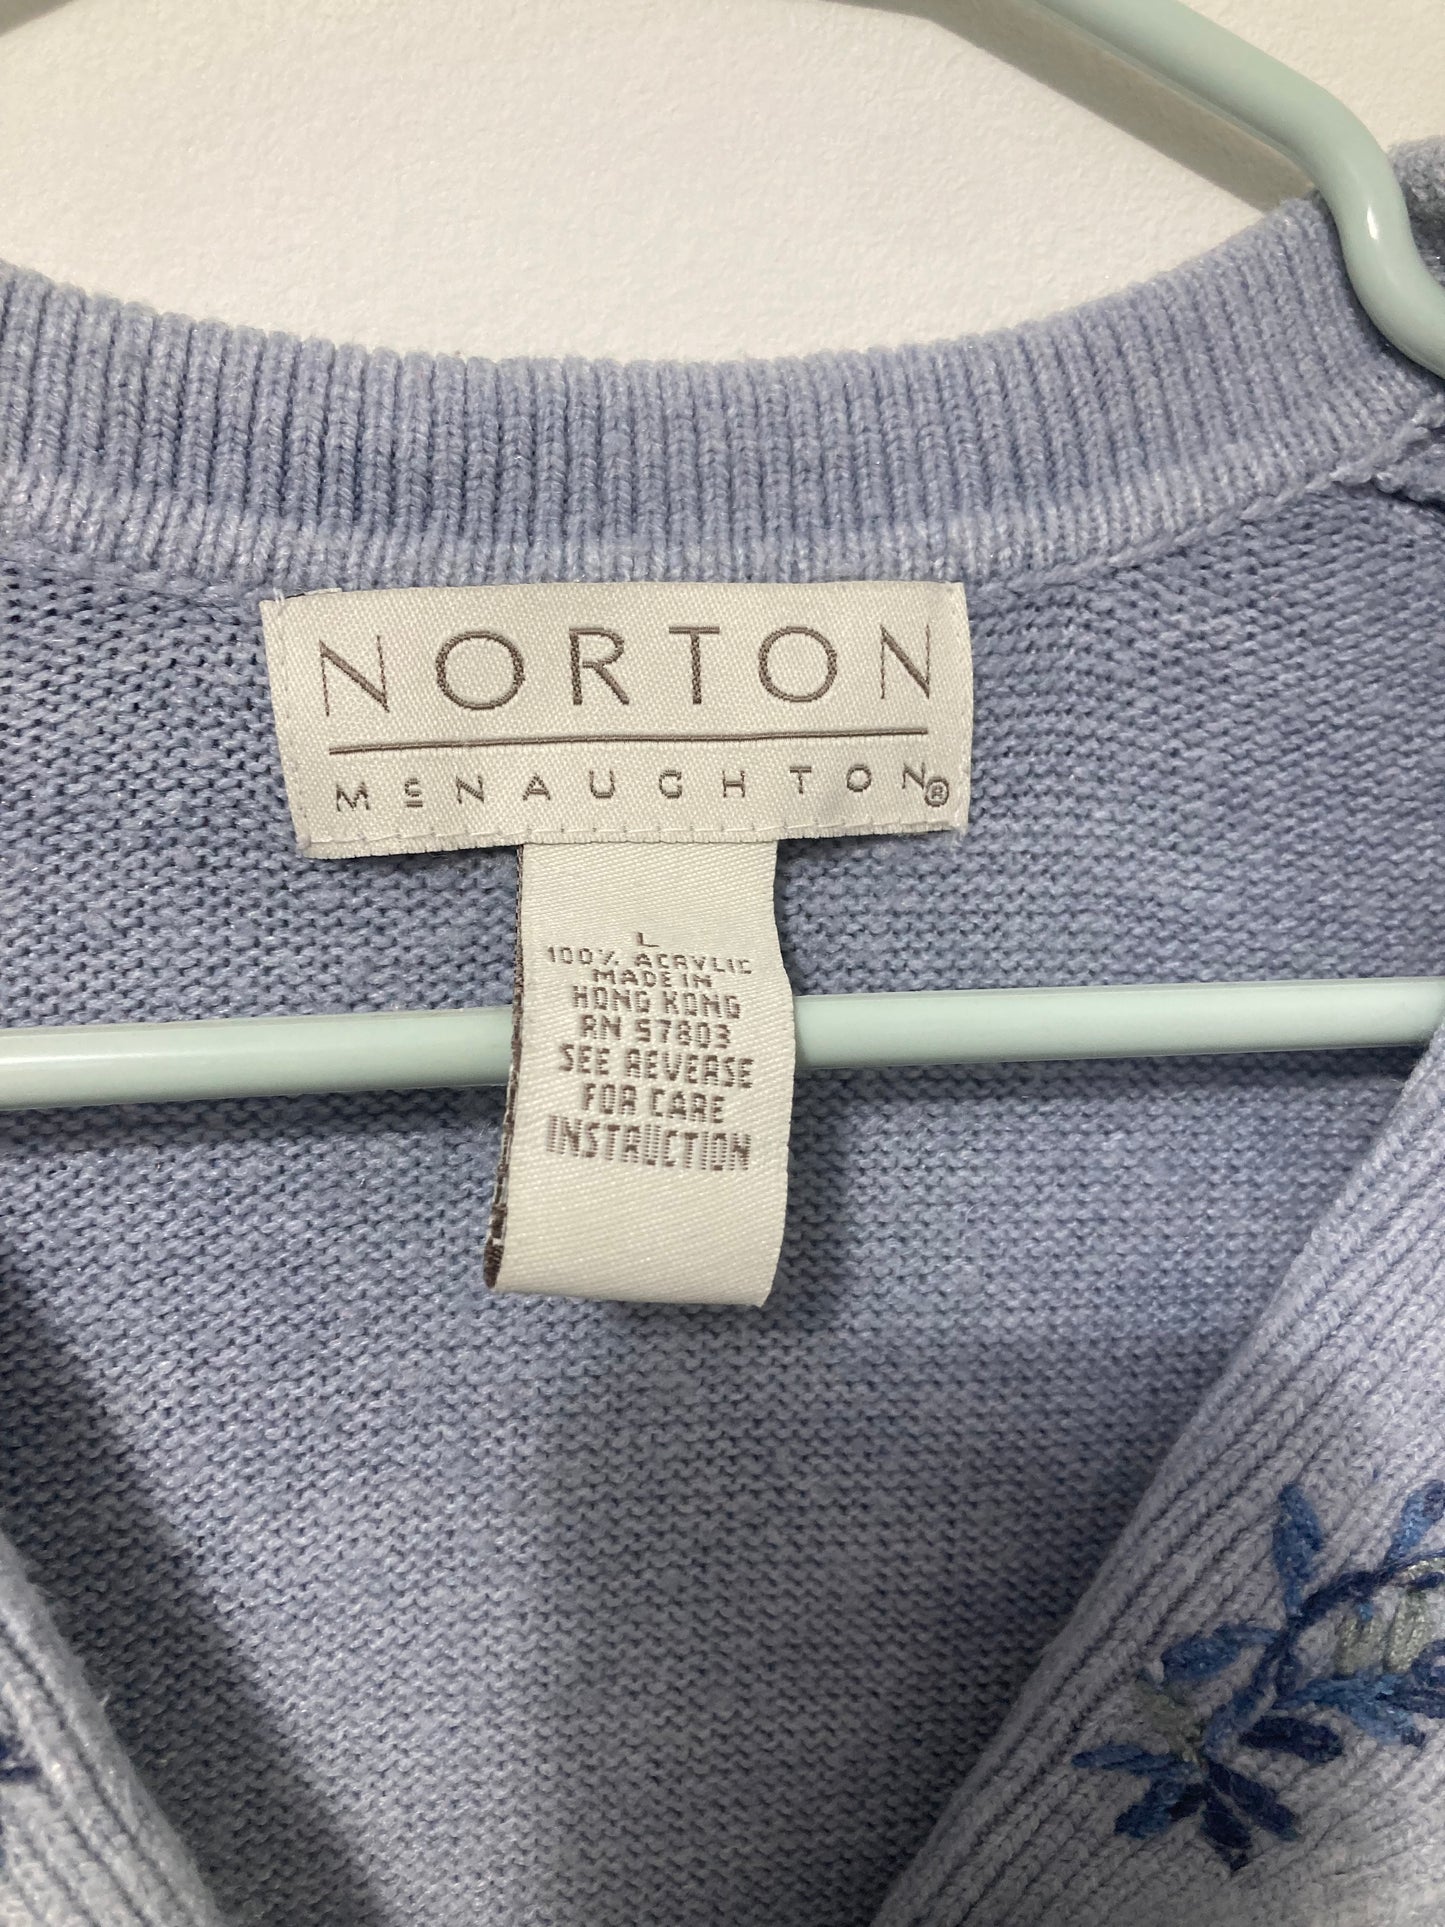 NORTON
McNAUGHTON®
L
100% ACRYLIC
MADE IN
HONG KONG
RN 57803
SEE REVERSE
FOR CARE
INSTRUCTION